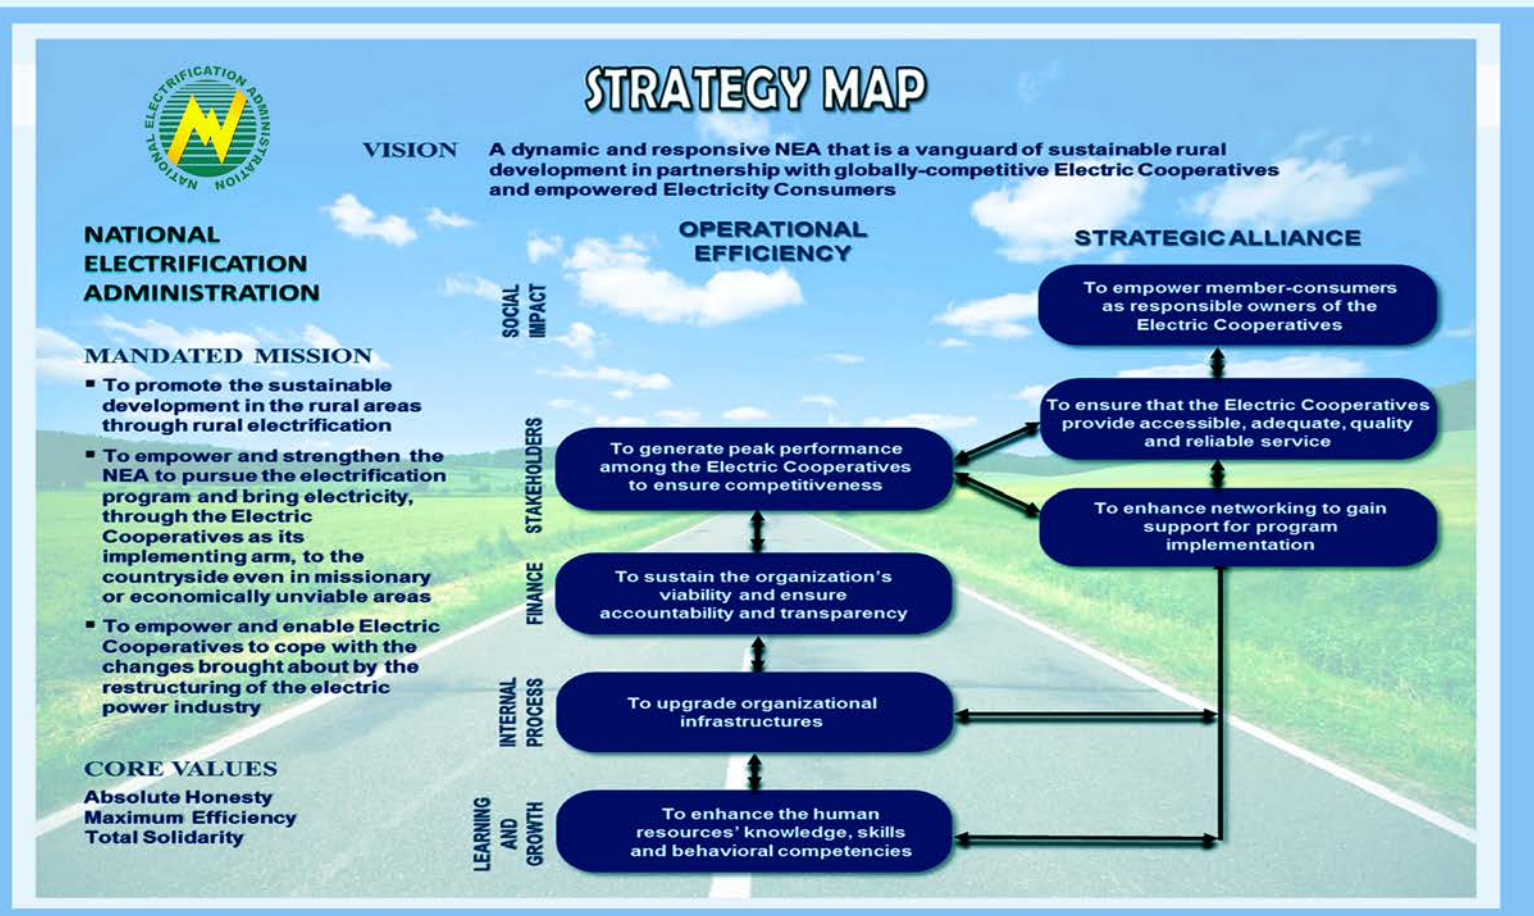 NATIONAL ELECTRIFICATION ADMINISTRATION
STRATEGY MAP
VISION
A dynamic and responsive NEA that is a vanguard of sustainable rural
development in partnership with globally-competitive Electric Cooperatives
and empowered Electricity Consumers
NATIONAL
ELECTRIFICATION
ADMINISTRATION
MANDATED MISSION
▪ To promote the sustainable
development in the rural areas
through rural electrification
▪ To empower and strengthen the
NEA to pursue the electrification
program and bring electricity,
through the Electric
Cooperatives as its
implementing arm, to the
countryside even in missionary
or economically unviable areas
▪ To empower and enable Electric
Cooperatives to cope with the
changes brought about by the
restructuring of the electric
power industry
CORE VALUES
Absolute Honesty
Maximum Efficiency
Total Solidarity
OPERATIONAL
EFFICIENCY
STRATEGIC ALLIANCE
SOCIAL
IMPACT
To empower member-consumers
as responsible owners of the
Electric Cooperatives
STAKEHOLDERS
To generate peak performance
among the Electric Cooperatives
to ensure competitiveness
To ensure that the Electric Cooperatives
provide accessible, adequate, quality
and reliable service
To enhance networking to gain
support for program
implementation
FINANCE
To sustain the organization's
viability and ensure
accountability and transparency
INTERNAL
PROCESS
To upgrade organizational
infrastructures
LEARNING
AND
GROWTH
To enhance the human
resources' knowledge, skills
and behavioral competencies